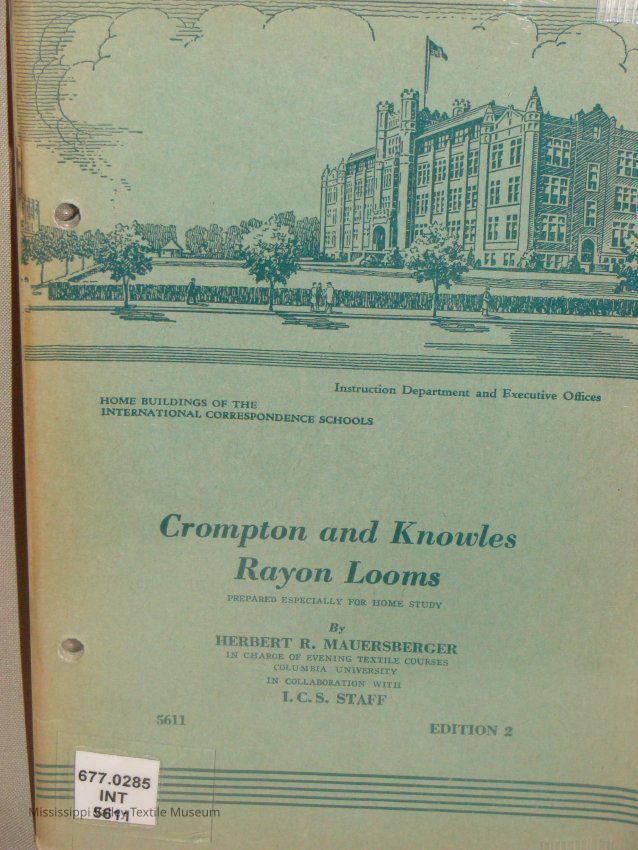 Instruction Department and Executive Offices
HOME BUILDINGS OF THE
INTERNATIONAL CORRESPONDENCE SCHOOLS
Crompton and Knowles
Rayon Looms
PREPARED ESPECIALLY FOR HOME STUDY
By
HERBERT R. MAUERSBERGER
IN CHARGE OF EVENING TEXTILE COURSES
COLUMBIA UNIVERSITY
IN COLLABORATION WITH
I. C. S. STAFF
5611 EDITION 2
677.0285
INT
5611
Mississippi Valley Textile Museum